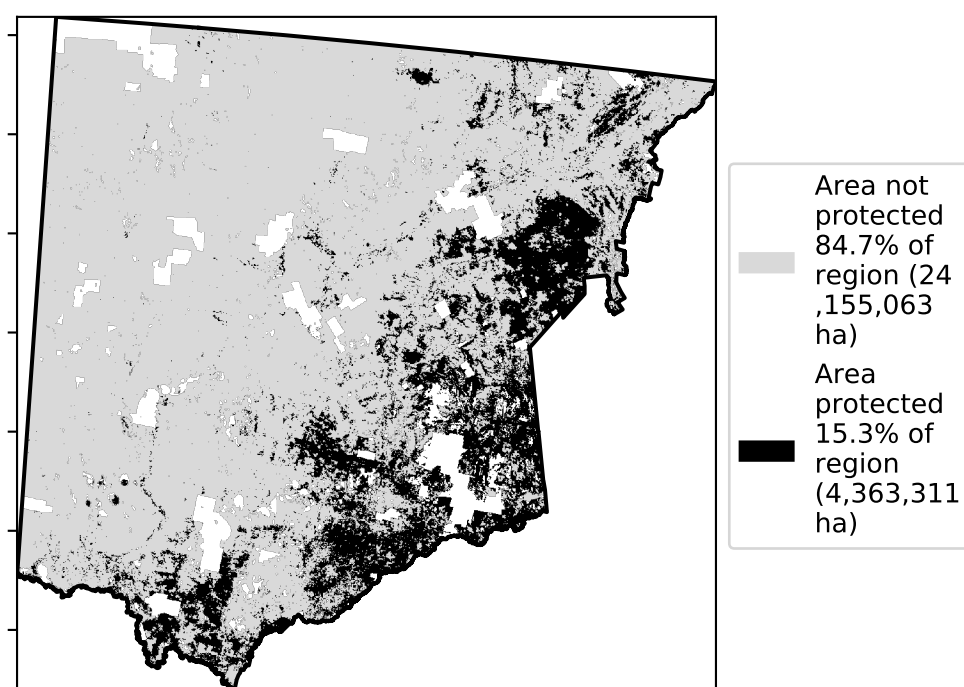 Area not
protected
84.7% of
region (24
,155,063
ha)
Area
protected
15.3% of
region
(4,363,311
ha)